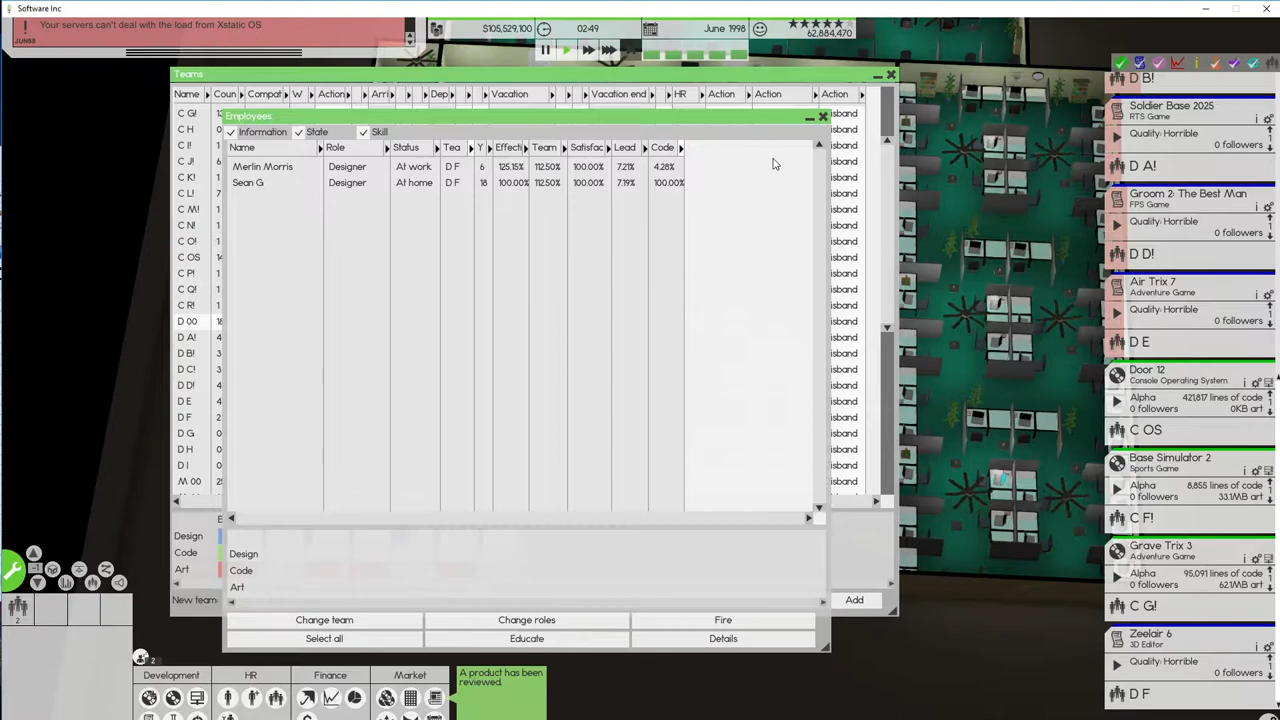 Software Inc
Your servers can't deal with the load from Xstatic OS
JUN98
$105,529,100
02:49
June 1998
62,884,470
Teams
Name Coun Compat W Action Arri Dep Vacation Vacation end HR Action Action Action
C G!
C H
C I!
C J!
C K!
C L!
C M!
C N!
C O!
C OS
C P!
C Q!
C R!
D 00
D A!
D B!
D C!
D D!
D E
D F
D G
D H
D I
M 00
Employees
Information State Skill
Name Role Status Tea Y Effecti Team Satisfac Lead Code
Merlin Morris Designer At work D F 6 125.15% 112.50% 100.00% 7.21% 4.28%
Sean G Designer At home D F 18 100.00% 112.50% 100.00% 7.19% 100.00%
Design
Code
Art
Design
Code
Art
New team
Add
Change team Change roles Fire
Select all Educate Details
D B!
Soldier Base 2025
RTS Game
Quality: Horrible
0 followers
D A!
Groom 2: The Best Man
FPS Game
Quality: Horrible
0 followers
D D!
Air Trix 7
Adventure Game
Quality: Horrible
0 followers
D E
Door 12
Console Operating System
Alpha 421,817 lines of code
0 followers 0KB art
C OS
Base Simulator 2
Sports Game
Alpha 8,855 lines of code
0 followers 33.1MB art
C F!
Grave Trix 3
Adventure Game
Alpha 95,091 lines of code
0 followers 62.1MB art
C G!
Zeelair 6
3D Editor
Quality: Horrible
0 followers
D F
2
2
Development HR Finance Market
A product has been
reviewed.